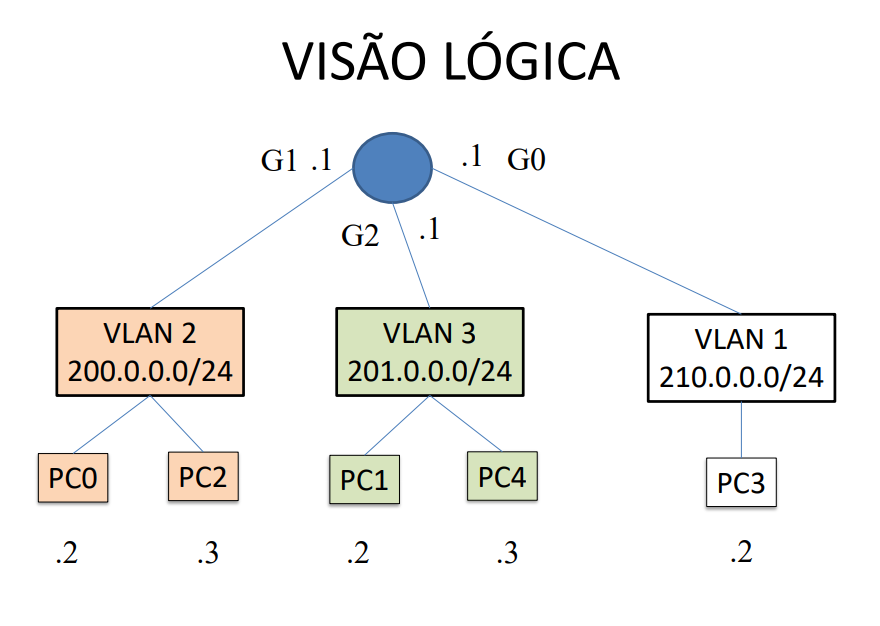 VISÃO LÓGICA
G1 .1
.1 G0
G2 .1
VLAN 2
200.0.0.0/24
VLAN 3
201.0.0.0/24
VLAN 1
210.0.0.0/24
PC0
PC2
PC1
PC4
PC3
.2
.3
.2
.3
.2